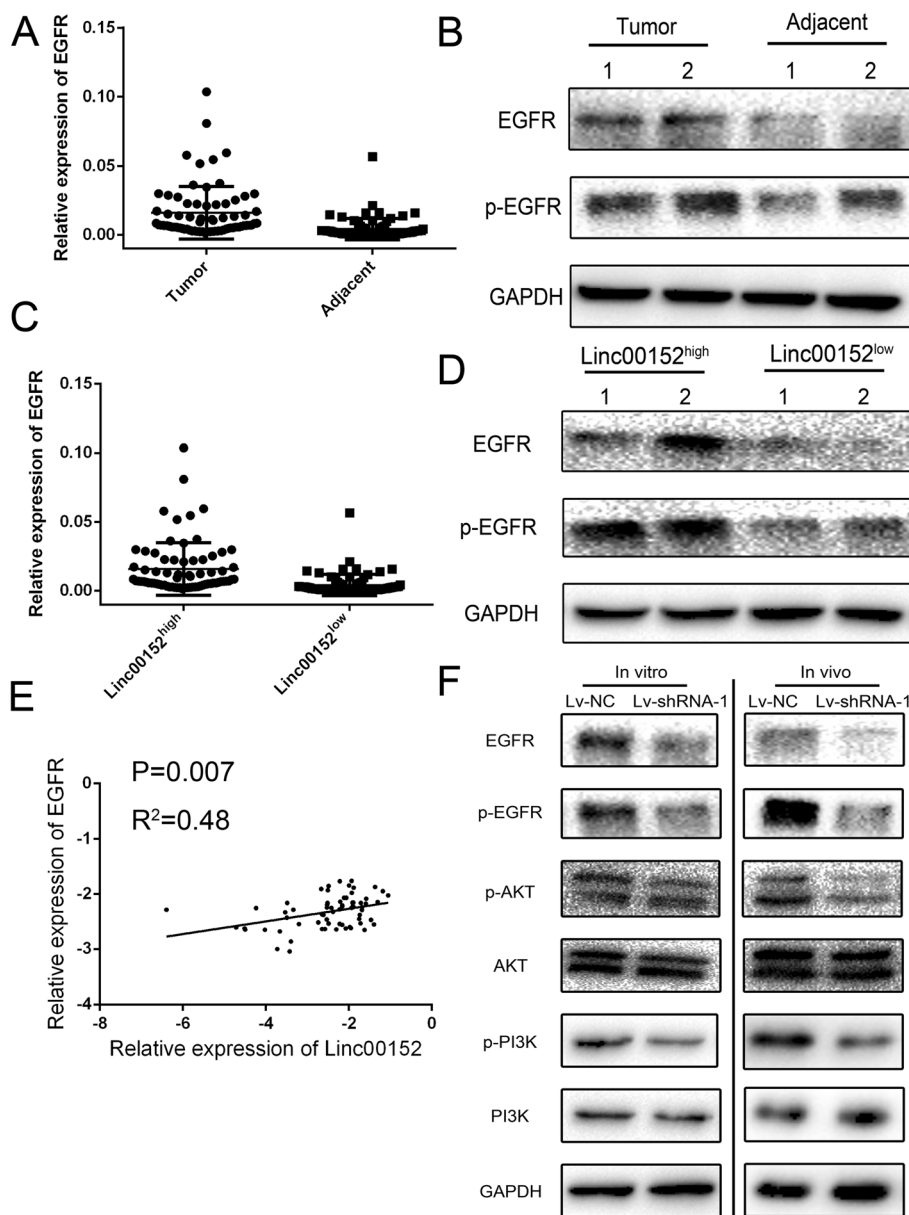 A
Relative expression of EGFR
0.15
0.10
0.05
0.00
Tumor
Adjacent
B
Tumor
Adjacent
1 2 1 2
EGFR
p-EGFR
GAPDH
C
Relative expression of EGFR
0.15
0.10
0.05
0.00
Linc00152high
Linc00152low
D
Linc00152high
Linc00152low
1 2 1 2
EGFR
p-EGFR
GAPDH
E
P=0.007
R²=0.48
Relative expression of EGFR
0
-1
-2
-3
-4
-8 -6 -4 -2 0
Relative expression of Linc00152
F
In vitro
In vivo
Lv-NC Lv-shRNA-1 Lv-NC Lv-shRNA-1
EGFR
p-EGFR
p-AKT
AKT
p-PI3K
PI3K
GAPDH